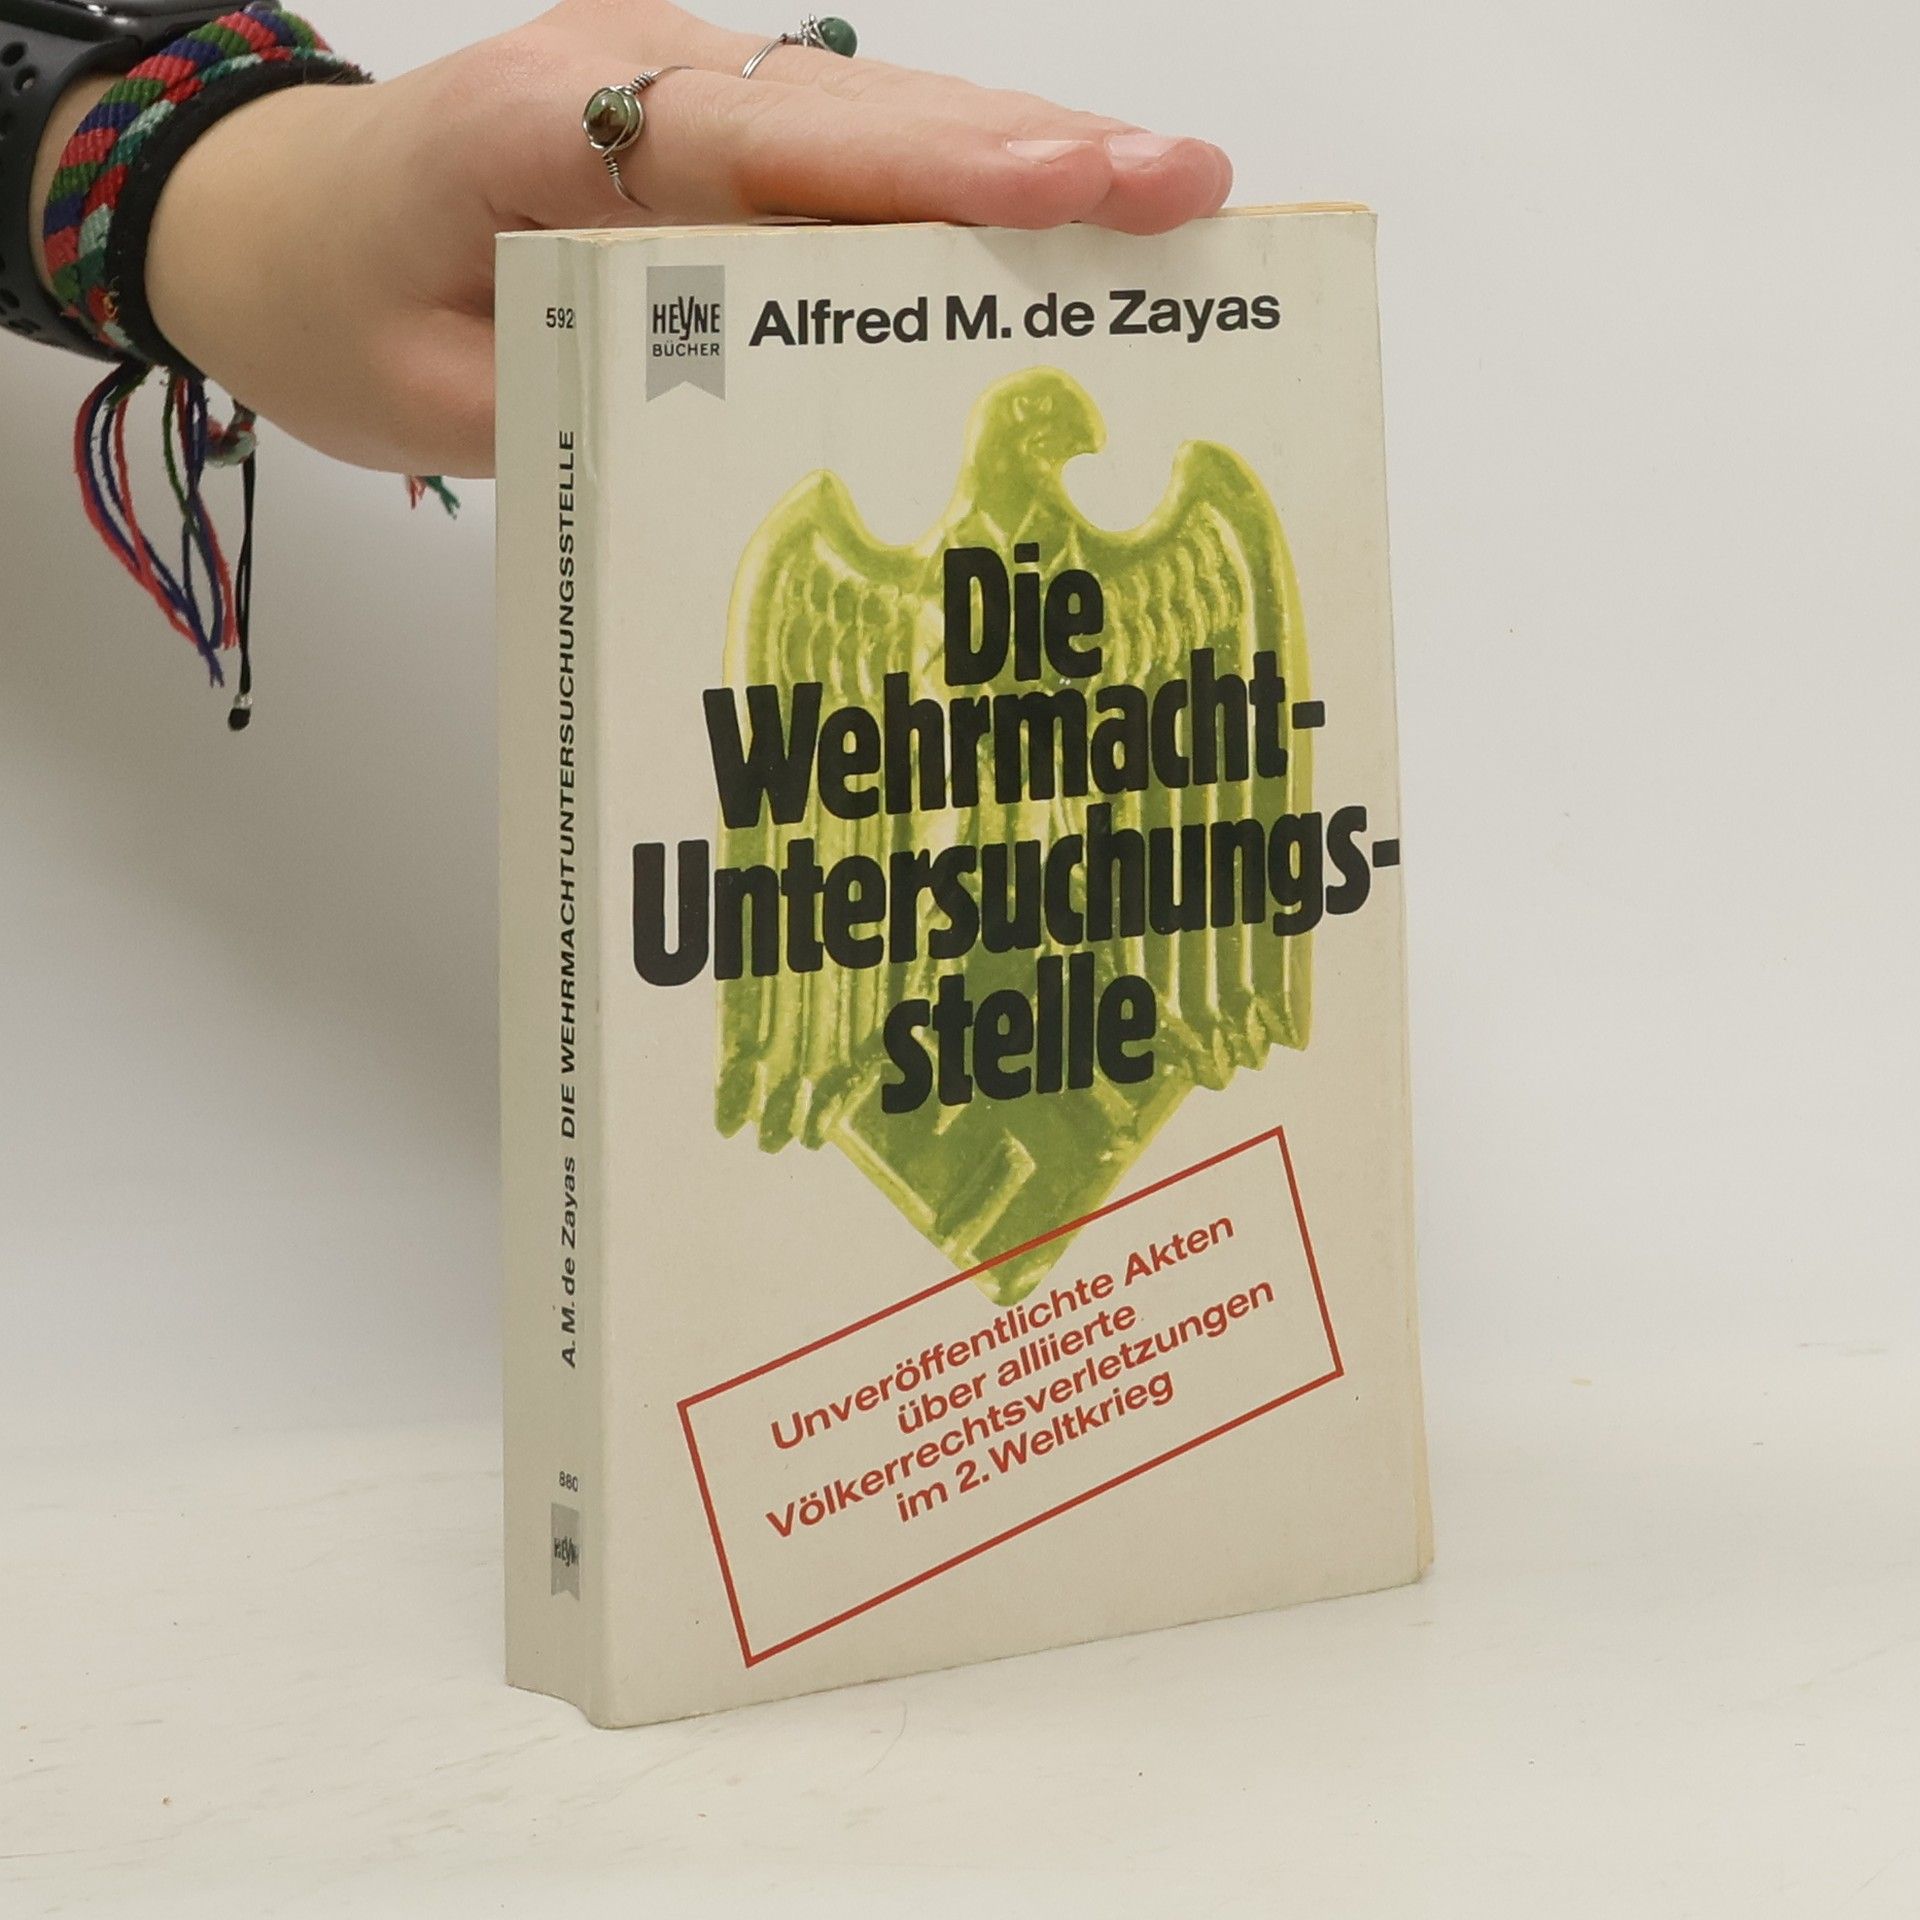 HEYNE
BÜCHER
Alfred M. de Zayas
Die
Wehrmacht-
Untersuchungs-
stelle
Unveröffentlichte Akten
über alliierte
Völkerrechtsverletzungen
im 2. Weltkrieg
592
A. M. de Zayas DIE WEHRMACHTUNTERSUCHUNGSSTELLE
880